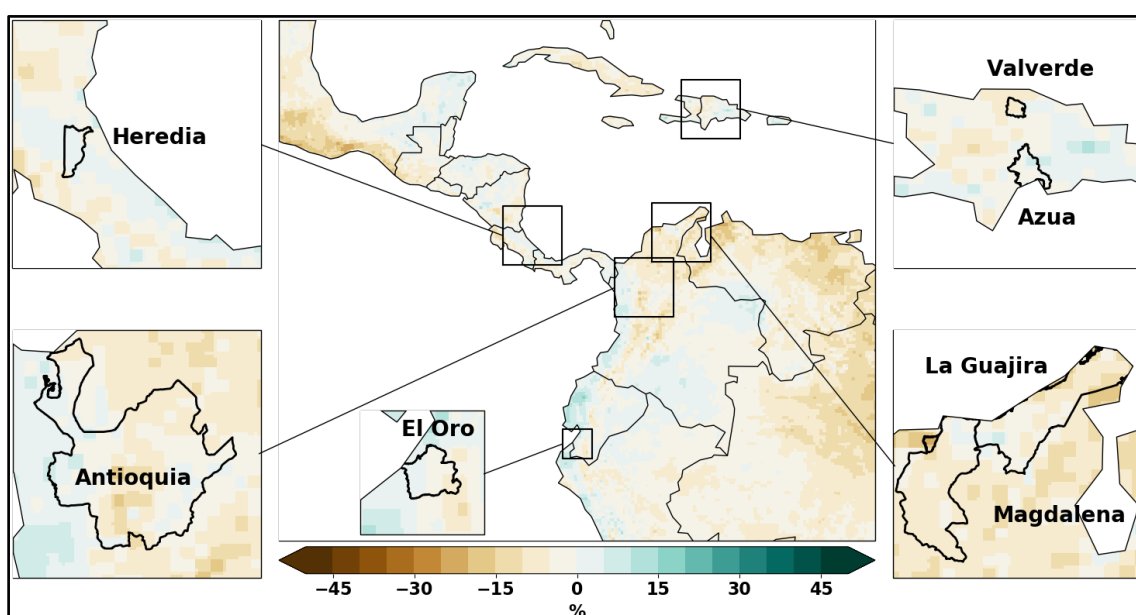 Heredia
Valverde
Azua
Antioquia
El Oro
La Guajira
Magdalena
−45 −30 −15 0 15 30 45
%